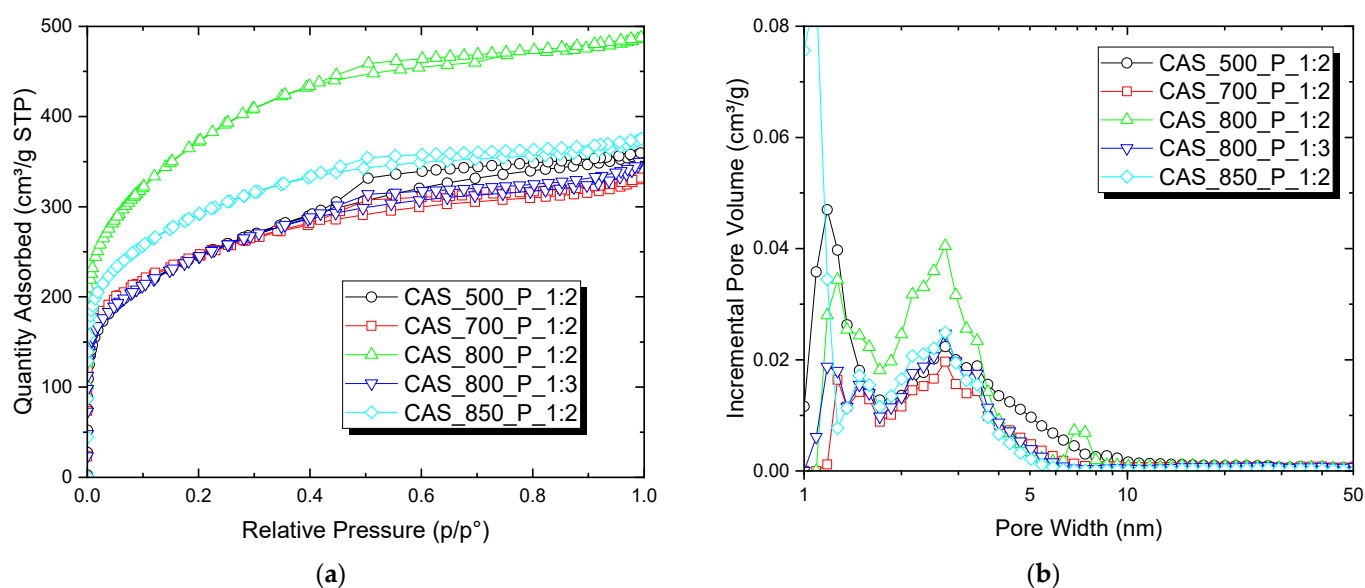 500
400
300
200
100
0
0.0 0.2 0.4 0.6 0.8 1.0
Quantity Adsorbed (cm³/g STP)
Relative Pressure (p/p°)
CAS_500_P_1:2
CAS_700_P_1:2
CAS_800_P_1:2
CAS_800_P_1:3
CAS_850_P_1:2
(a)
0.08
0.06
0.04
0.02
0.00
1 5 10 50
Incremental Pore Volume (cm³/g)
Pore Width (nm)
CAS_500_P_1:2
CAS_700_P_1:2
CAS_800_P_1:2
CAS_800_P_1:3
CAS_850_P_1:2
(b)